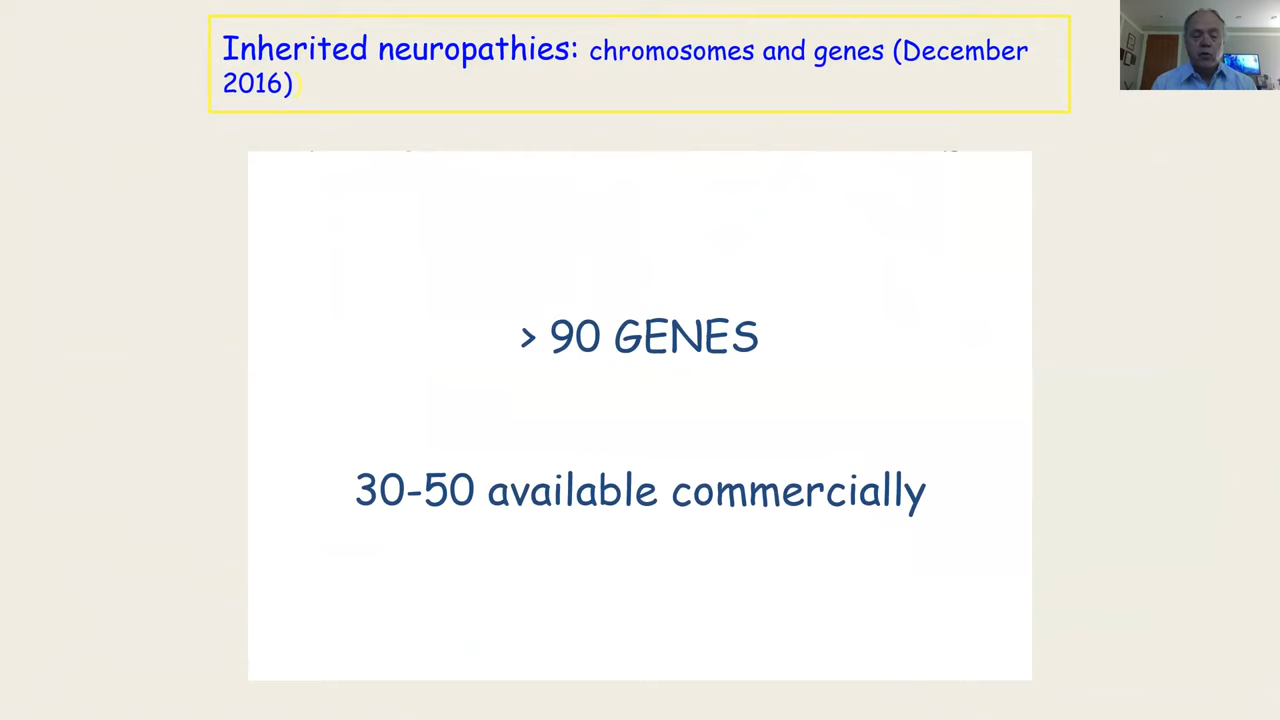 Inherited neuropathies: chromosomes and genes (December
2016))
> 90 GENES
30-50 available commercially